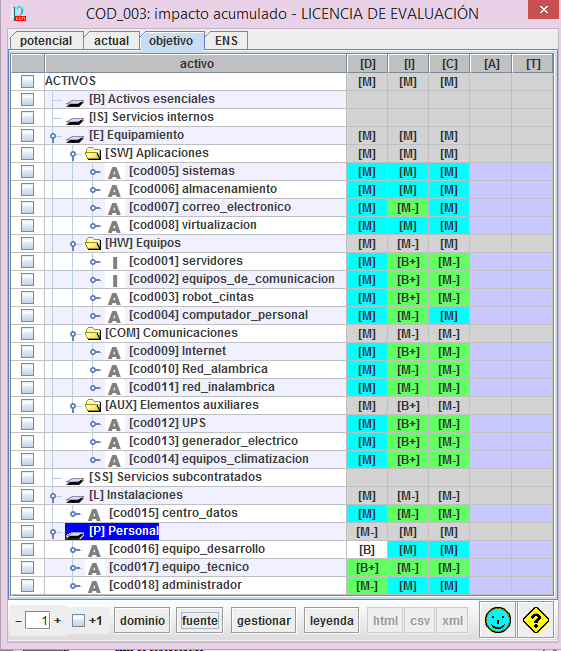 COD_003: impacto acumulado - LICENCIA DE EVALUACIÓN
potencial actual objetivo ENS
activo [D] [I] [C] [A] [T]
ACTIVOS [M] [M] [M]
[B] Activos esenciales
[IS] Servicios internos
[E] Equipamiento [M] [M] [M]
[SW] Aplicaciones [M] [M] [M]
A [cod005] sistemas [M] [M] [M]
A [cod006] almacenamiento [M] [M] [M]
A [cod007] correo_electronico [M] [M-] [M]
A [cod008] virtualizacion [M] [M] [M]
[HW] Equipos [M] [M-] [M]
I [cod001] servidores [M] [B+] [M-]
I [cod002] equipos_de_comunicacion [M] [B+] [M-]
A [cod003] robot_cintas [M] [B+] [M-]
A [cod004] computador_personal [M] [M-] [M]
[COM] Comunicaciones [M] [M-] [M-]
A [cod009] Internet [M] [B+] [M-]
A [cod010] Red_alambrica [M] [M-] [M-]
A [cod011] red_inalambrica [M] [M-] [M-]
[AUX] Elementos auxiliares [M] [B+] [M-]
A [cod012] UPS [M] [B+] [M-]
A [cod013] generador_electrico [M] [B+] [M-]
A [cod014] equipos_climatizacion [M] [B+] [M-]
[SS] Servicios subcontratados
[L] Instalaciones [M] [M-] [M-]
A [cod015] centro_datos [M] [M-] [M-]
[P] Personal [M-] [M] [M]
A [cod016] equipo_desarrollo [B] [M] [M]
A [cod017] equipo_tecnico [B+] [M-] [M-]
A [cod018] administrador [M-] [M] [M]
– 1 + +1 dominio fuente gestionar leyenda html csv xml ?